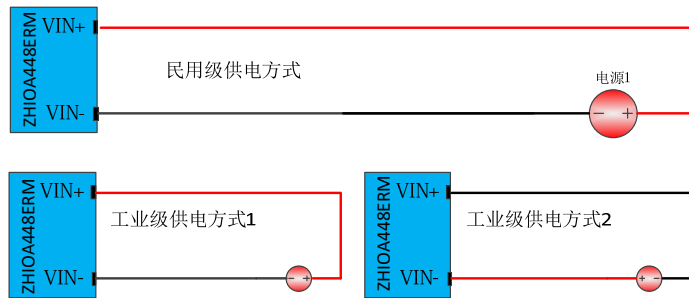 VIN+
ZHIOA448ERM
民用级供电方式
电源1
− +
VIN-
VIN+
ZHIOA448ERM
工业级供电方式1
VIN-
− +
VIN+
ZHIOA448ERM
工业级供电方式2
VIN-
+ −